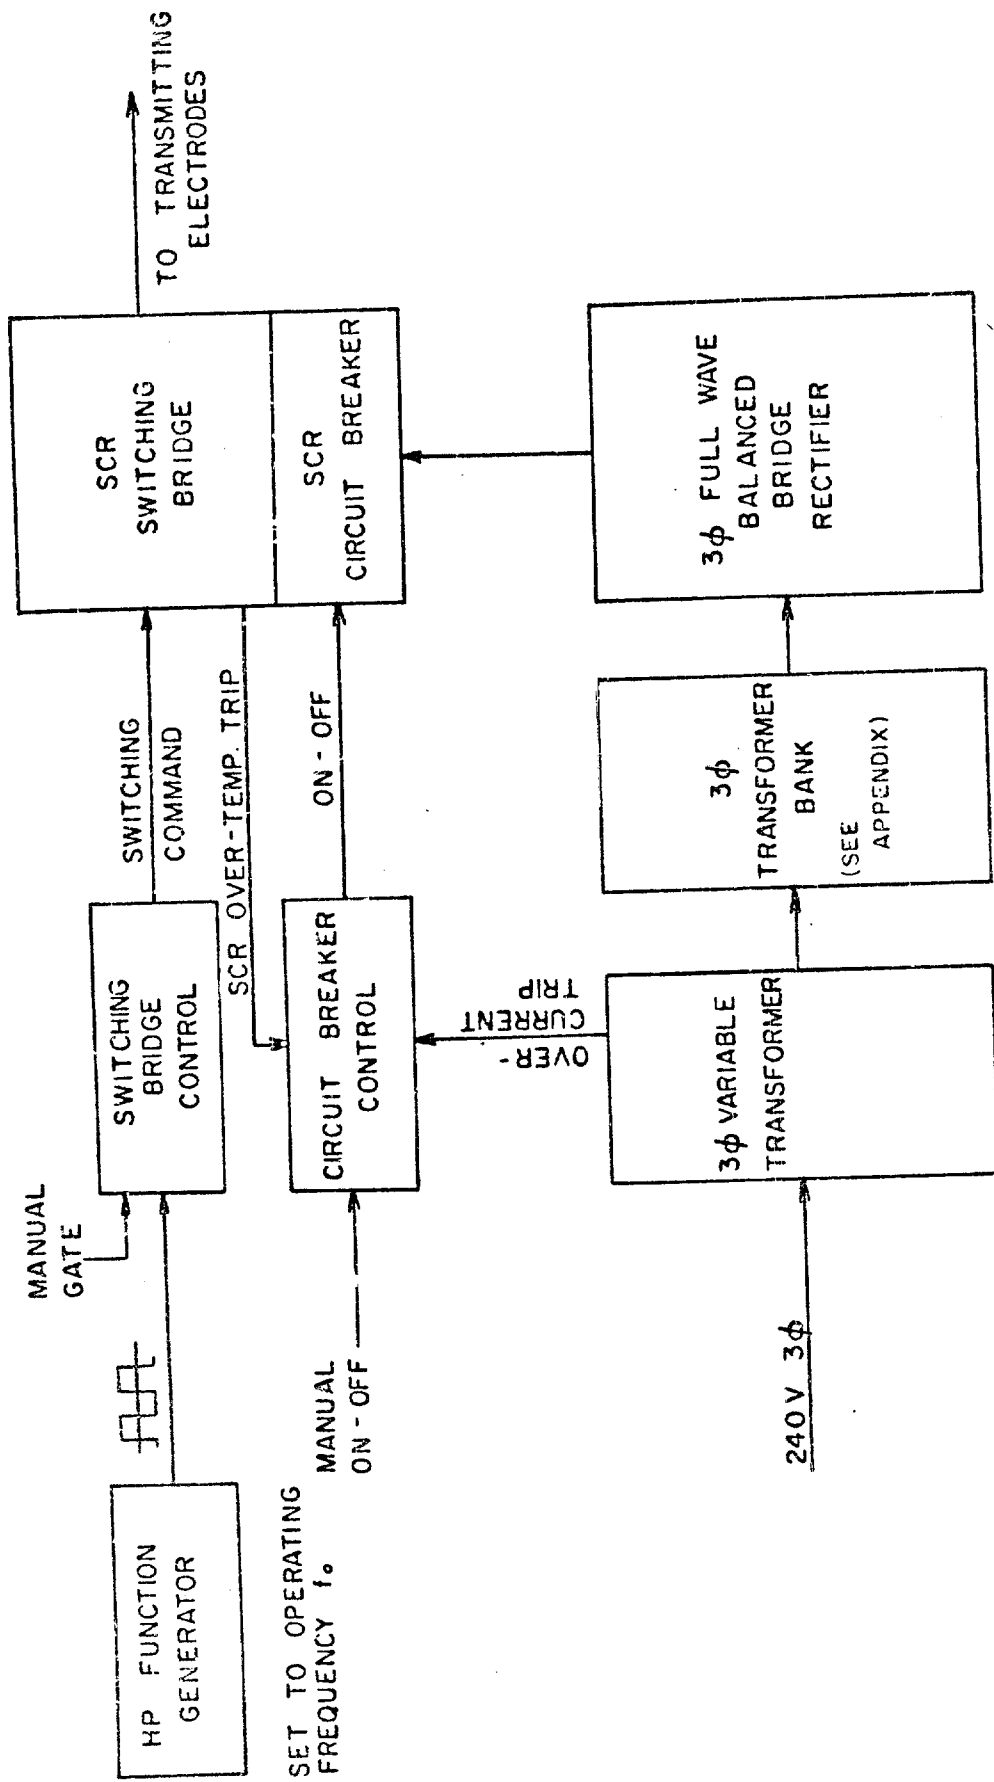 HP FUNCTION
GENERATOR
SET TO OPERATING
FREQUENCY fo
MANUAL
GATE
SWITCHING
BRIDGE
CONTROL
SWITCHING
COMMAND
SCR
SWITCHING
BRIDGE
TO TRANSMITTING
ELECTRODES
SCR OVER-TEMP. TRIP
MANUAL
ON-OFF
CIRCUIT BREAKER
CONTROL
ON-OFF
SCR
CIRCUIT BREAKER
OVER-
CURRENT
TRIP
240V 3ϕ
3ϕ VARIABLE
TRANSFORMER
3ϕ
TRANSFORMER
BANK
(SEE
APPENDIX)
3ϕ FULL WAVE
BALANCED
BRIDGE
RECTIFIER